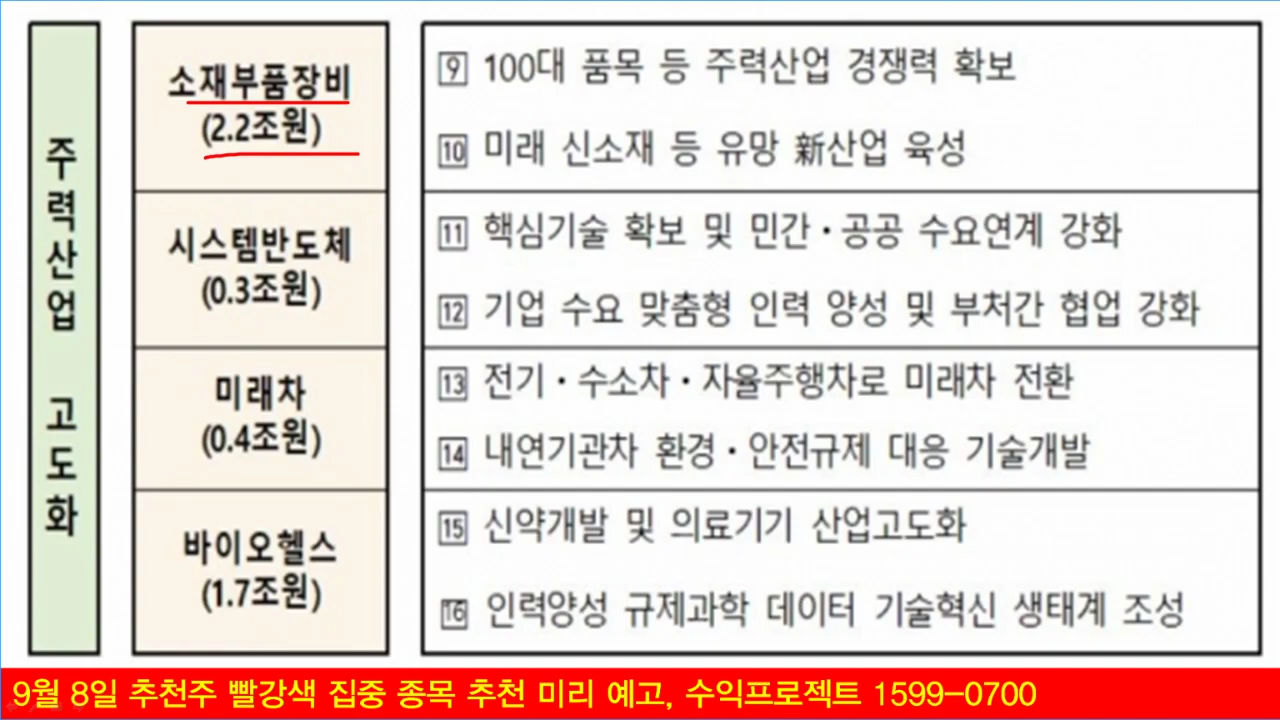 주력산업 고도화
소재부품장비
(2.2조원)
9 100대 품목 등 주력산업 경쟁력 확보
10 미래 신소재 등 유망 新산업 육성
시스템반도체
(0.3조원)
11 핵심기술 확보 및 민간·공공 수요연계 강화
12 기업 수요 맞춤형 인력 양성 및 부처간 협업 강화
미래차
(0.4조원)
13 전기·수소차·자율주행차로 미래차 전환
14 내연기관차 환경·안전규제 대응 기술개발
바이오헬스
(1.7조원)
15 신약개발 및 의료기기 산업고도화
16 인력양성 규제과학 데이터 기술혁신 생태계 조성
9월 8일 추천주 빨강색 집중 종목 추천 미리 예고, 수익프로젝트 1599-0700